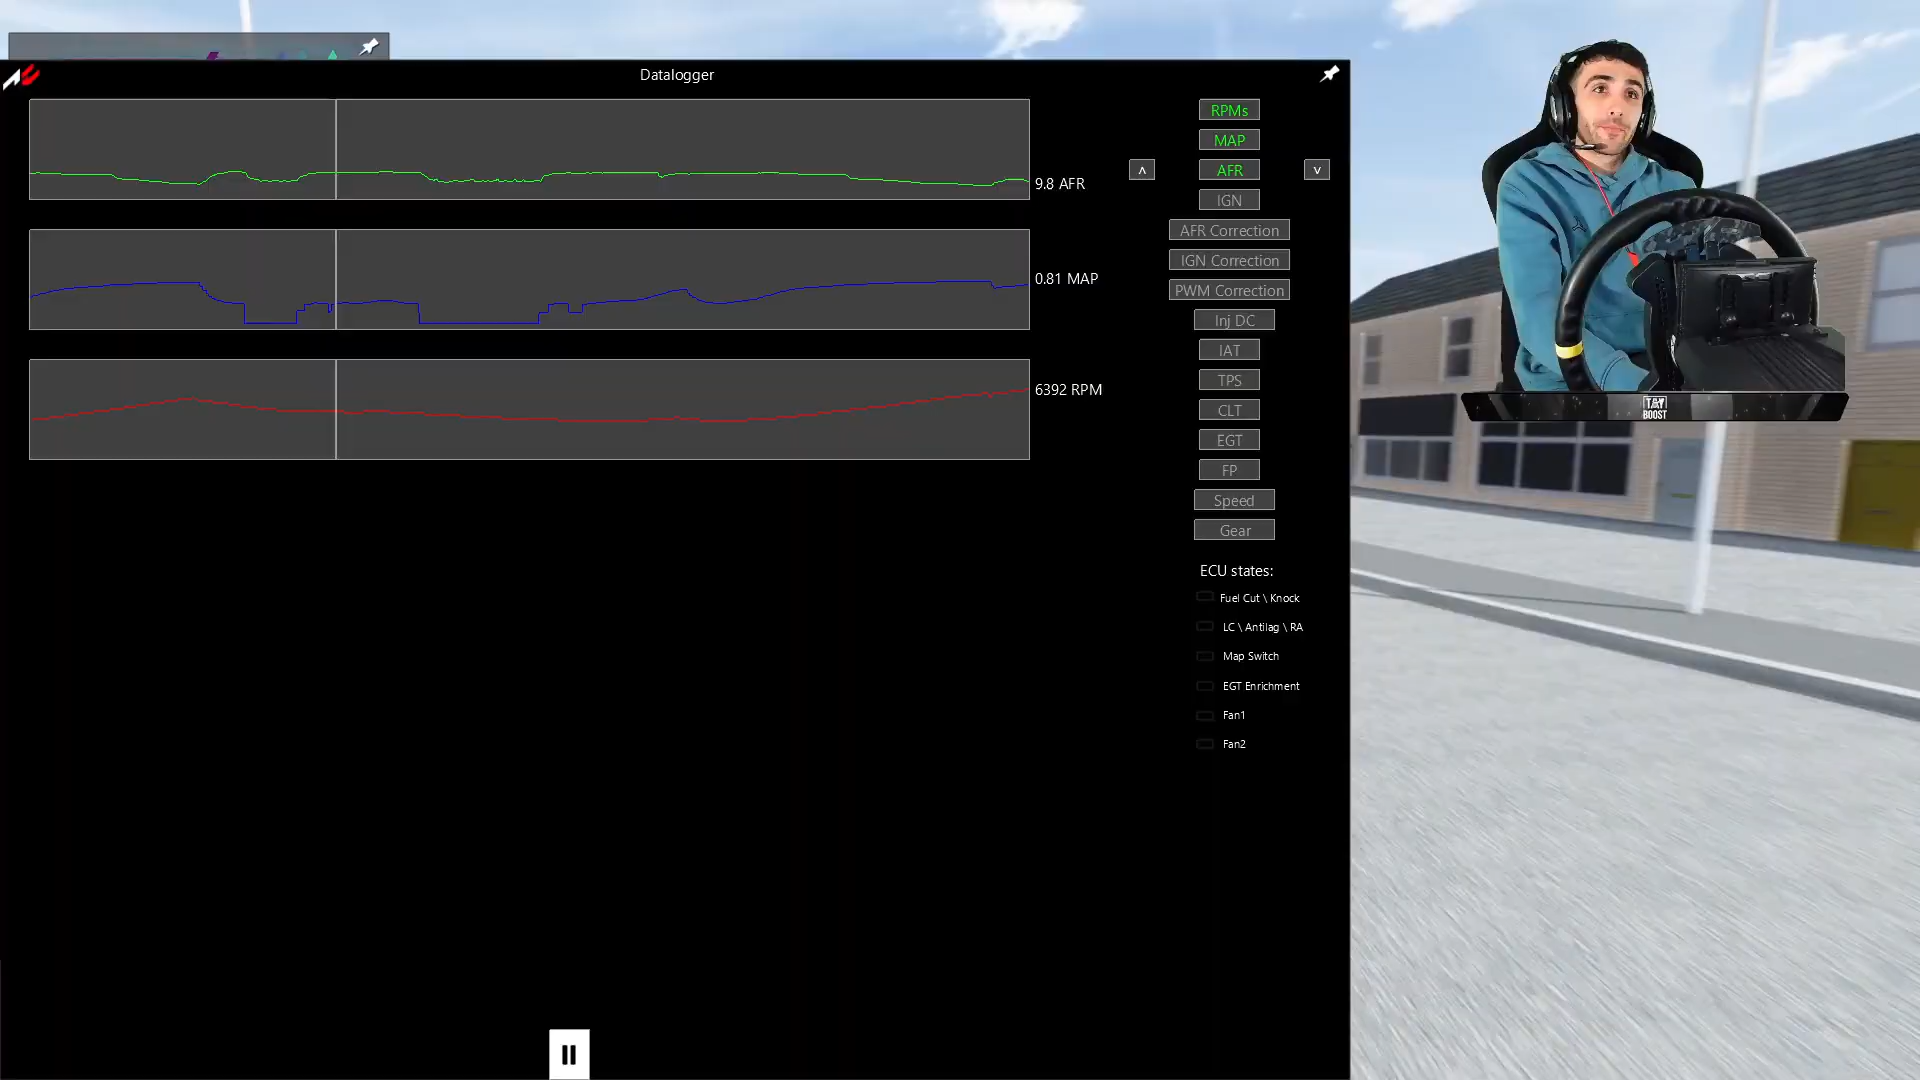 Datalogger
RPMs
MAP
9.8 AFR
ʌ
AFR
v
IGN
AFR Correction
IGN Correction
0.81 MAP
PWM Correction
Inj DC
IAT
6392 RPM
TPS
CLT
EGT
FP
Speed
Gear
ECU states:
Fuel Cut \ Knock
LC \ Antilag \ RA
Map Switch
EGT Enrichment
Fan1
Fan2
TAY
BOOST